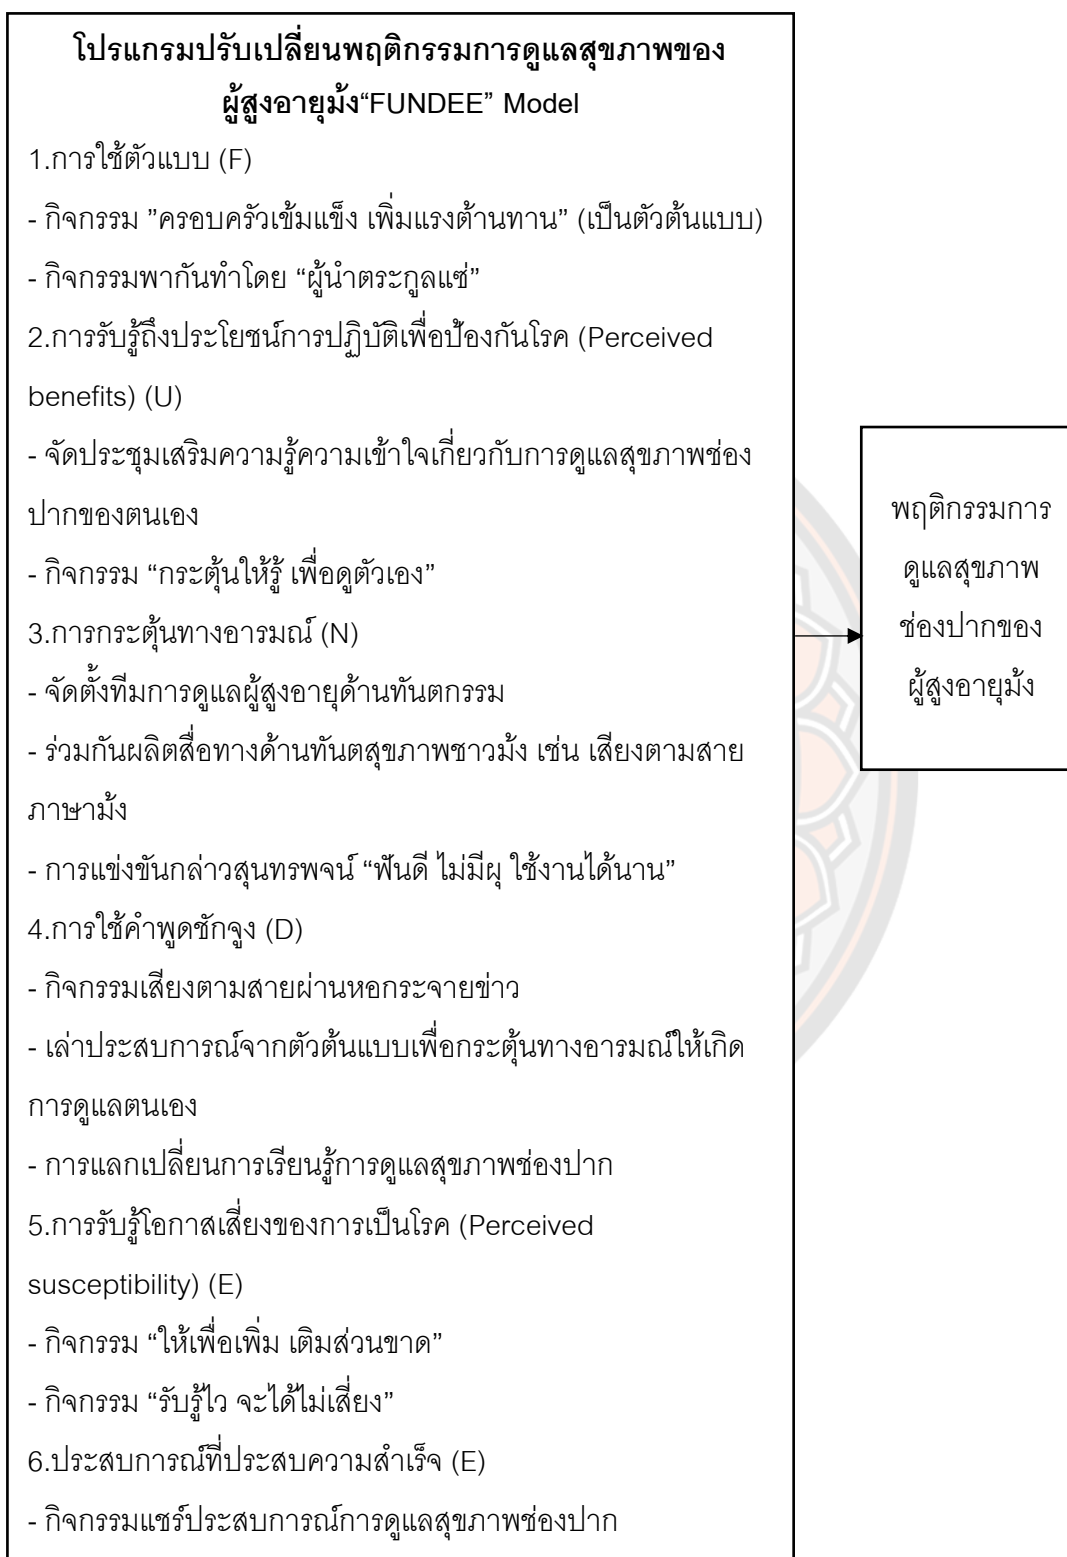 โปรแกรมปรับเปลี่ยนพฤติกรรมการดูแลสุขภาพของ
ผู้สูงอายุม้ง“FUNDEE” Model
1.การใช้ตัวแบบ (F)
- กิจกรรม ”ครอบครัวเข้มแข็ง เพิ่มแรงต้านทาน” (เป็นตัวต้นแบบ)
- กิจกรรมพากันทำโดย “ผู้นำตระกูลแซ่”
2.การรับรู้ถึงประโยชน์การปฏิบัติเพื่อป้องกันโรค (Perceived
benefits) (U)
- จัดประชุมเสริมความรู้ความเข้าใจเกี่ยวกับการดูแลสุขภาพช่อง
ปากของตนเอง
- กิจกรรม “กระตุ้นให้รู้ เพื่อดูตัวเอง”
3.การกระตุ้นทางอารมณ์ (N)
- จัดตั้งทีมการดูแลผู้สูงอายุด้านทันตกรรม
- ร่วมกันผลิตสื่อทางด้านทันตสุขภาพชาวม้ง เช่น เสียงตามสาย
ภาษาม้ง
- การแข่งขันกล่าวสุนทรพจน์ “ฟันดี ไม่มีผุ ใช้งานได้นาน”
4.การใช้คำพูดชักจูง (D)
- กิจกรรมเสียงตามสายผ่านหอกระจายข่าว
- เล่าประสบการณ์จากตัวต้นแบบเพื่อกระตุ้นทางอารมณ์ให้เกิด
การดูแลตนเอง
- การแลกเปลี่ยนการเรียนรู้การดูแลสุขภาพช่องปาก
5.การรับรู้โอกาสเสี่ยงของการเป็นโรค (Perceived
susceptibility) (E)
- กิจกรรม “ให้เพื่อเพิ่ม เติมส่วนขาด”
- กิจกรรม “รับรู้ไว จะได้ไม่เสี่ยง”
6.ประสบการณ์ที่ประสบความสำเร็จ (E)
- กิจกรรมแชร์ประสบการณ์การดูแลสุขภาพช่องปาก
พฤติกรรมการ
ดูแลสุขภาพ
ช่องปากของ
ผู้สูงอายุม้ง